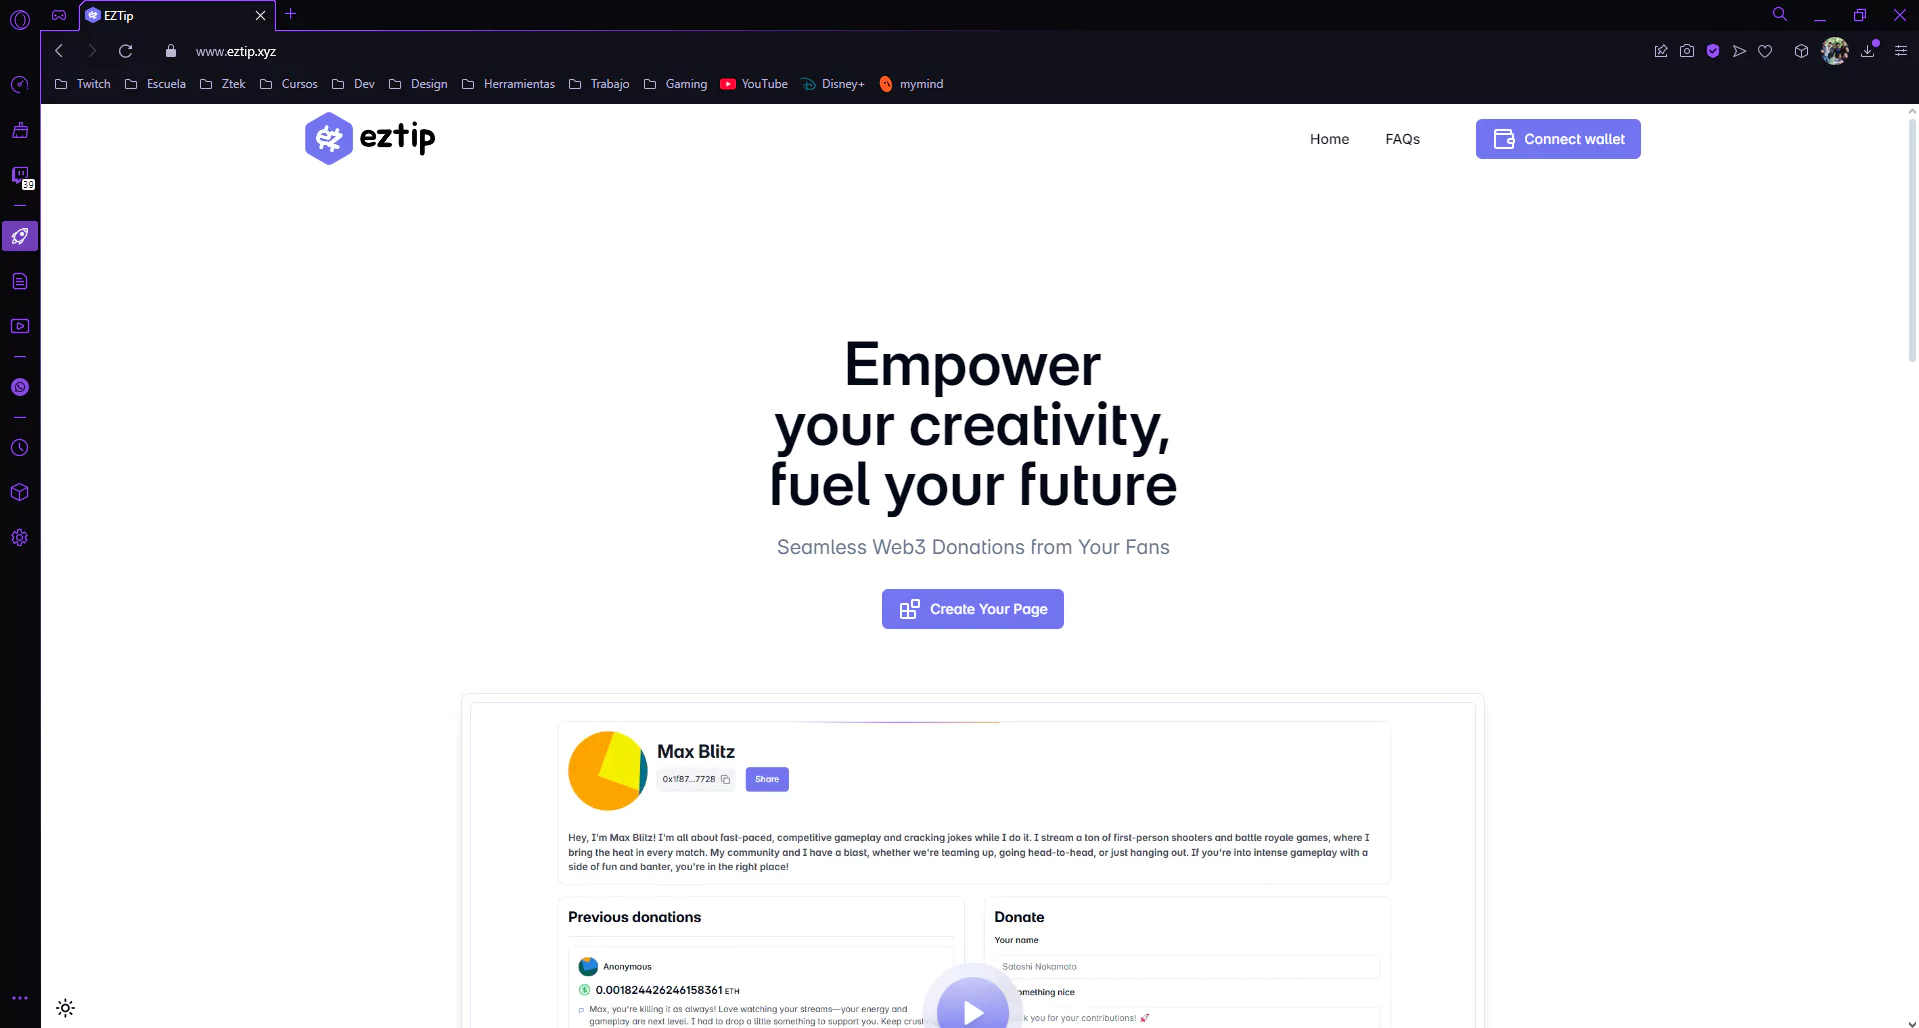 EZTip
www.eztip.xyz
Twitch Escuela Ztek Cursos Dev Design Herramientas Trabajo Gaming YouTube Disney+ mymind
39
ez eztip
Home FAQs Connect wallet
Empower
your creativity,
fuel your future
Seamless Web3 Donations from Your Fans
Create Your Page
Max Blitz
0x1f87...7728 Share
Hey, I'm Max Blitz! I'm all about fast-paced, competitive gameplay and cracking jokes while I do it. I stream a ton of first-person shooters and battle royale games, where I
bring the heat in every match. My community and I have a blast, whether we're teaming up, going head-to-head, or just hanging out. If you're into intense gameplay with a
side of fun and banter, you're in the right place!
Previous donations
Anonymous
0.001824426246158361 ETH
Max, you're killing it as always! Love watching your streams—your energy and
gameplay are next level. I had to drop a little something to support you. Keep
Donate
Your name
Satoshi Nakamoto
something nice
you for your contributions! 🚀